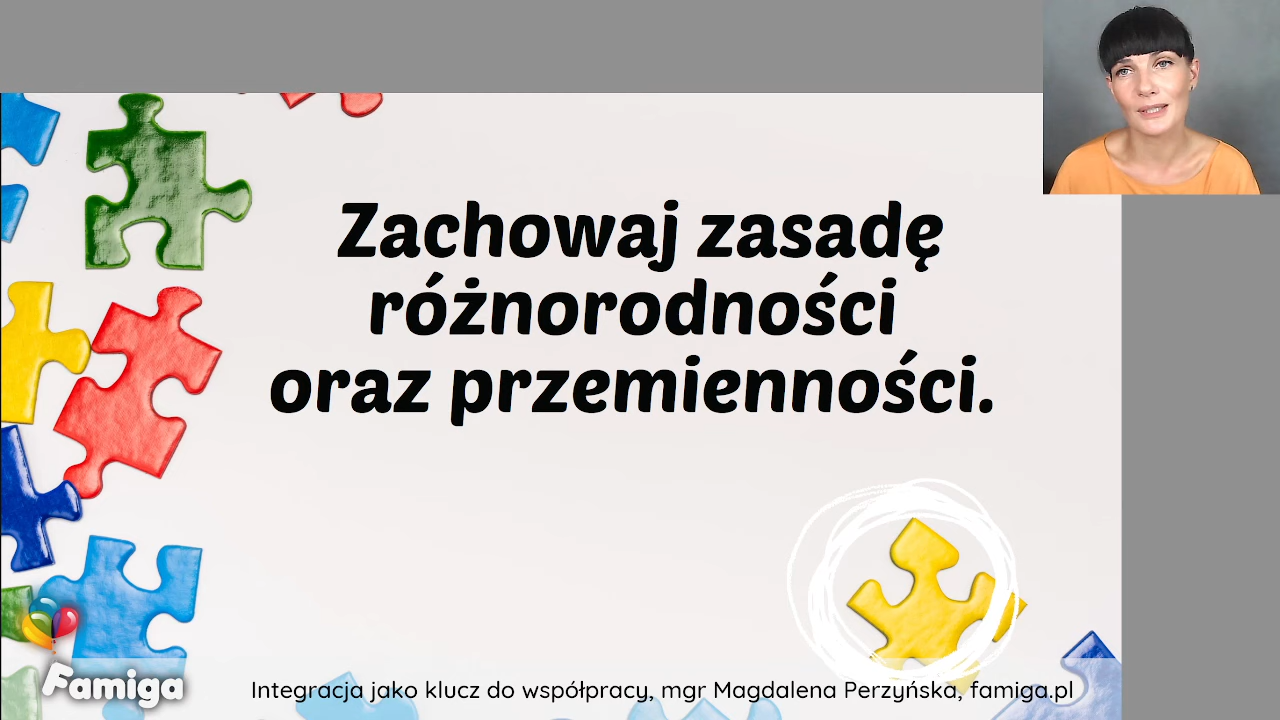 Zachowaj zasadę
różnorodności
oraz przemienności.
Famiga
Integracja jako klucz do współpracy, mgr Magdalena Perzyńska, famiga.pl